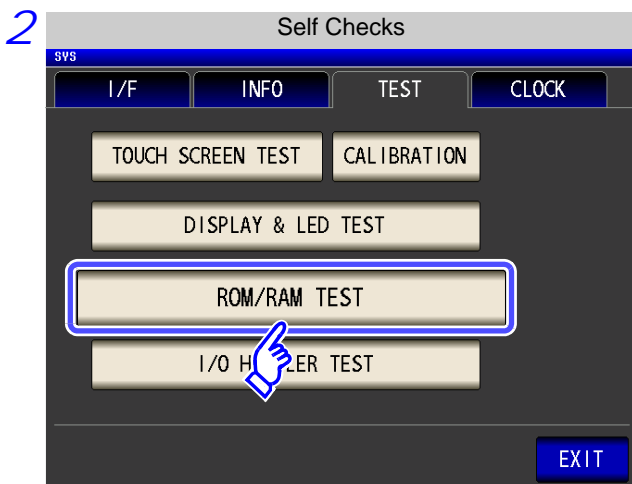 2
Self Checks
SYS
I/F INFO TEST CLOCK
TOUCH SCREEN TEST CALIBRATION
DISPLAY & LED TEST
ROM/RAM TEST
I/O TEST
EXIT